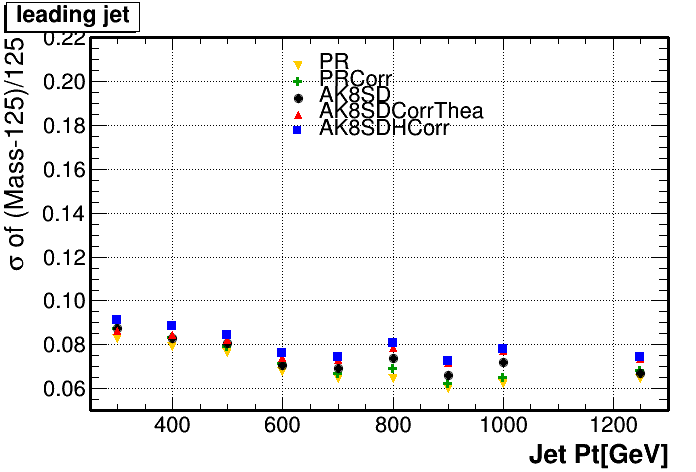 leading jet
σ of (Mass-125)/125
0.22
0.20
0.18
0.16
0.14
0.12
0.10
0.08
0.06
PR
PRCorr
AK8SD
AK8SDCorrThea
AK8SDHCorr
400 600 800 1000 1200
Jet Pt[GeV]